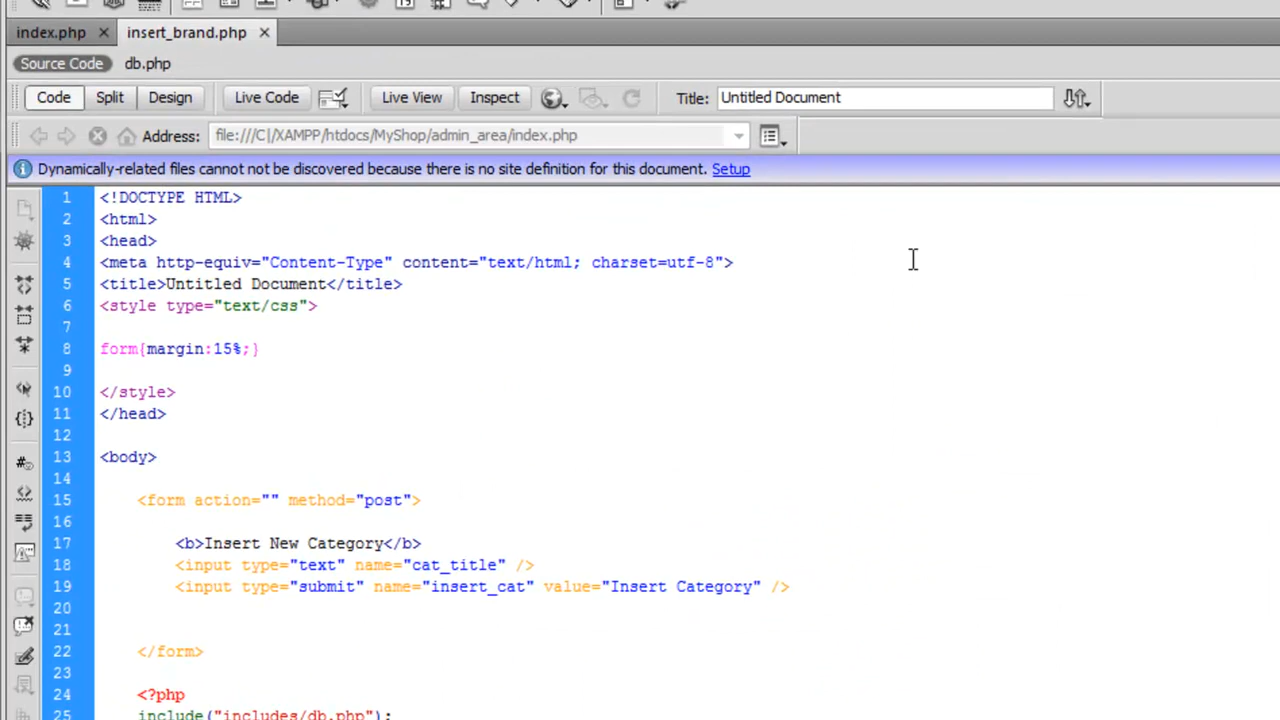 index.php
insert_brand.php
Source Code db.php
Code Split Design Live Code Live View Inspect Title: Untitled Document
Address: file:///C|/XAMPP/htdocs/MyShop/admin_area/index.php
Dynamically-related files cannot not be discovered because there is no site definition for this document. Setup
1 <!DOCTYPE HTML>
2 <html>
3 <head>
4 <meta http-equiv="Content-Type" content="text/html; charset=utf-8">
5 <title>Untitled Document</title>
6 <style type="text/css">
7
8 form{margin:15%;}
9
10 </style>
11 </head>
12
13 <body>
14
15 <form action="" method="post">
16
17 <b>Insert New Category</b>
18 <input type="text" name="cat_title" />
19 <input type="submit" name="insert_cat" value="Insert Category" />
20
21
22 </form>
23
24 <?php
25 include("includes/db.php");